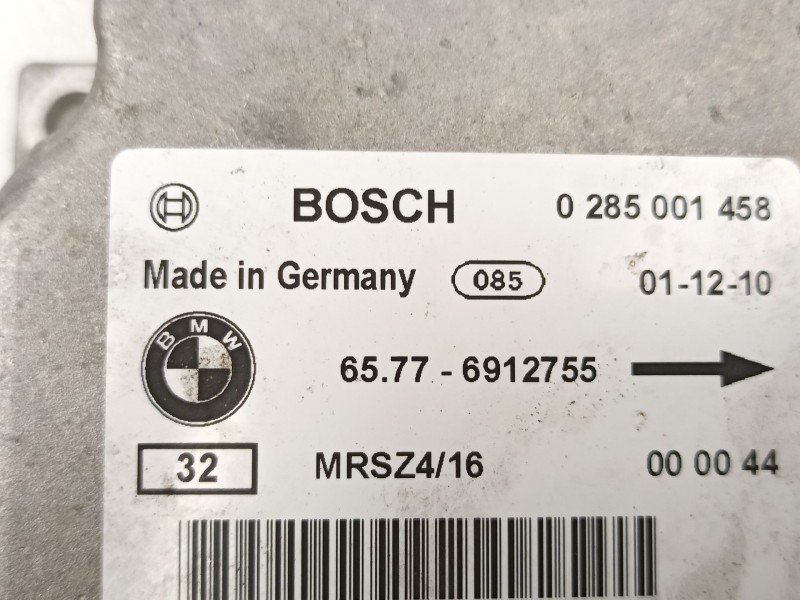 BOSCH 0 285 001 458
Made in Germany 085 01-12-10
BMW 65.77 - 6912755
32 MRSZ4/16 00 00 44